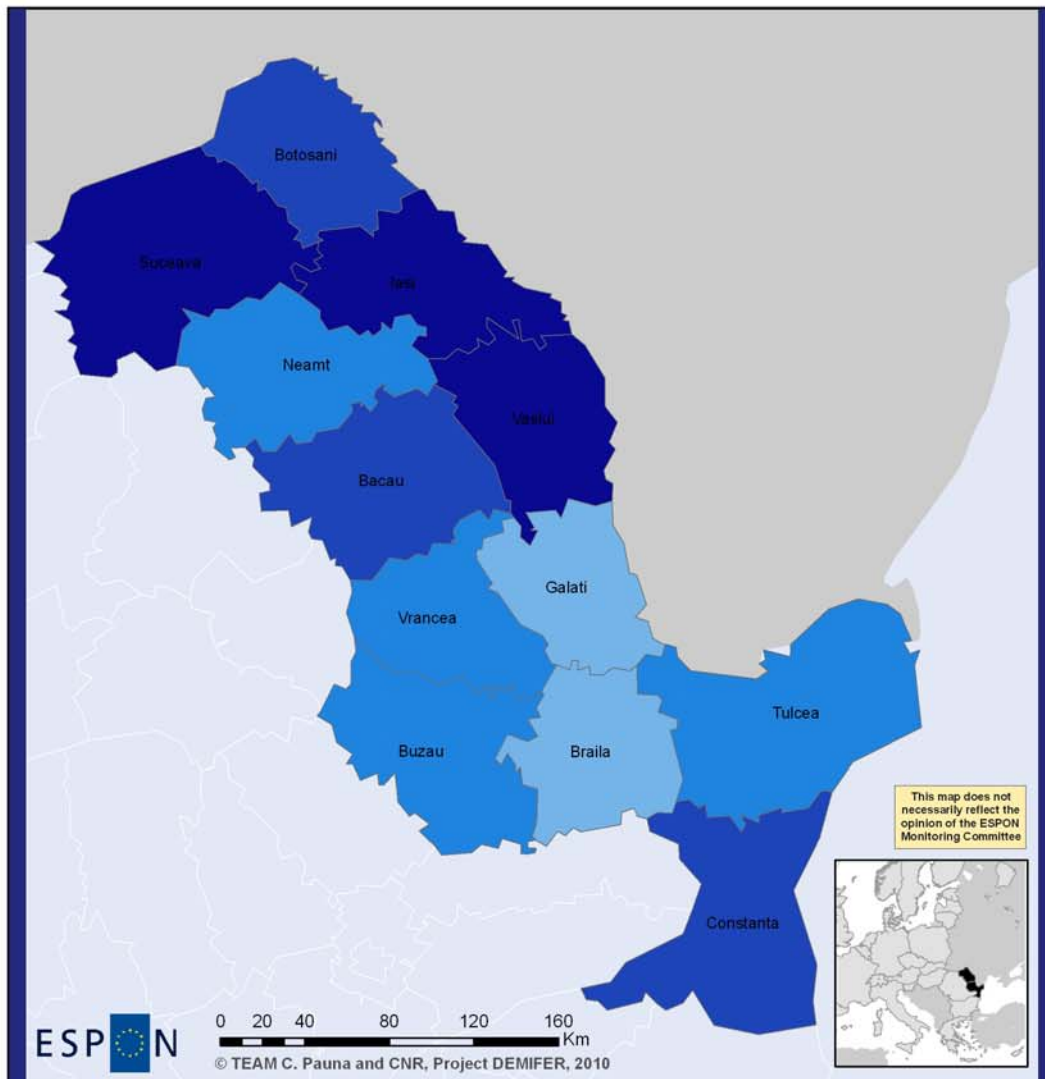 Botosani
Suceava
Iasi
Neamt
Vaslui
Bacau
Galati
Vrancea
Tulcea
Buzau
Braila
This map does not
necessarily reflect the
opinion of the ESPON
Monitoring Committee
Constanta
ESPON
0 20 40 80 120 160
Km
© TEAM C. Pauna and CNR, Project DEMIFER, 2010